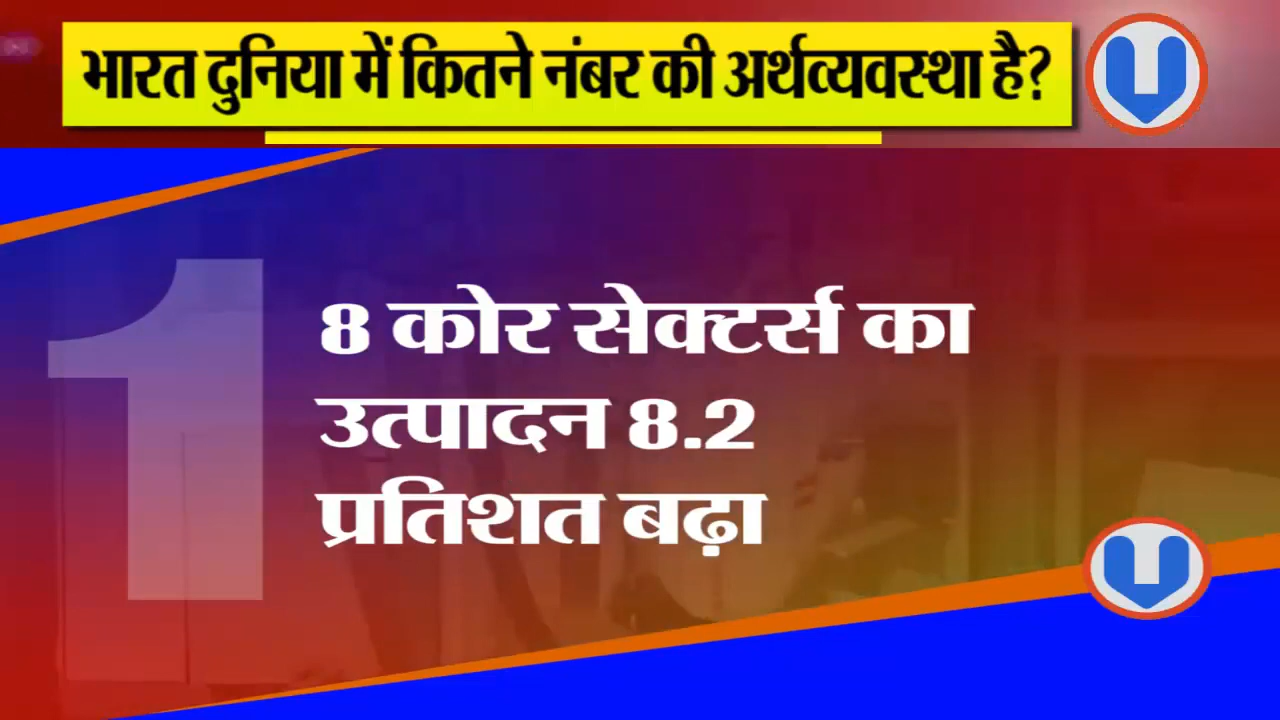 भारत दुनिया में कितने नंबर की अर्थव्यवस्था है?
1
8 कोर सेक्टर्स का
उत्पादन 8.2
प्रतिशत बढ़ा